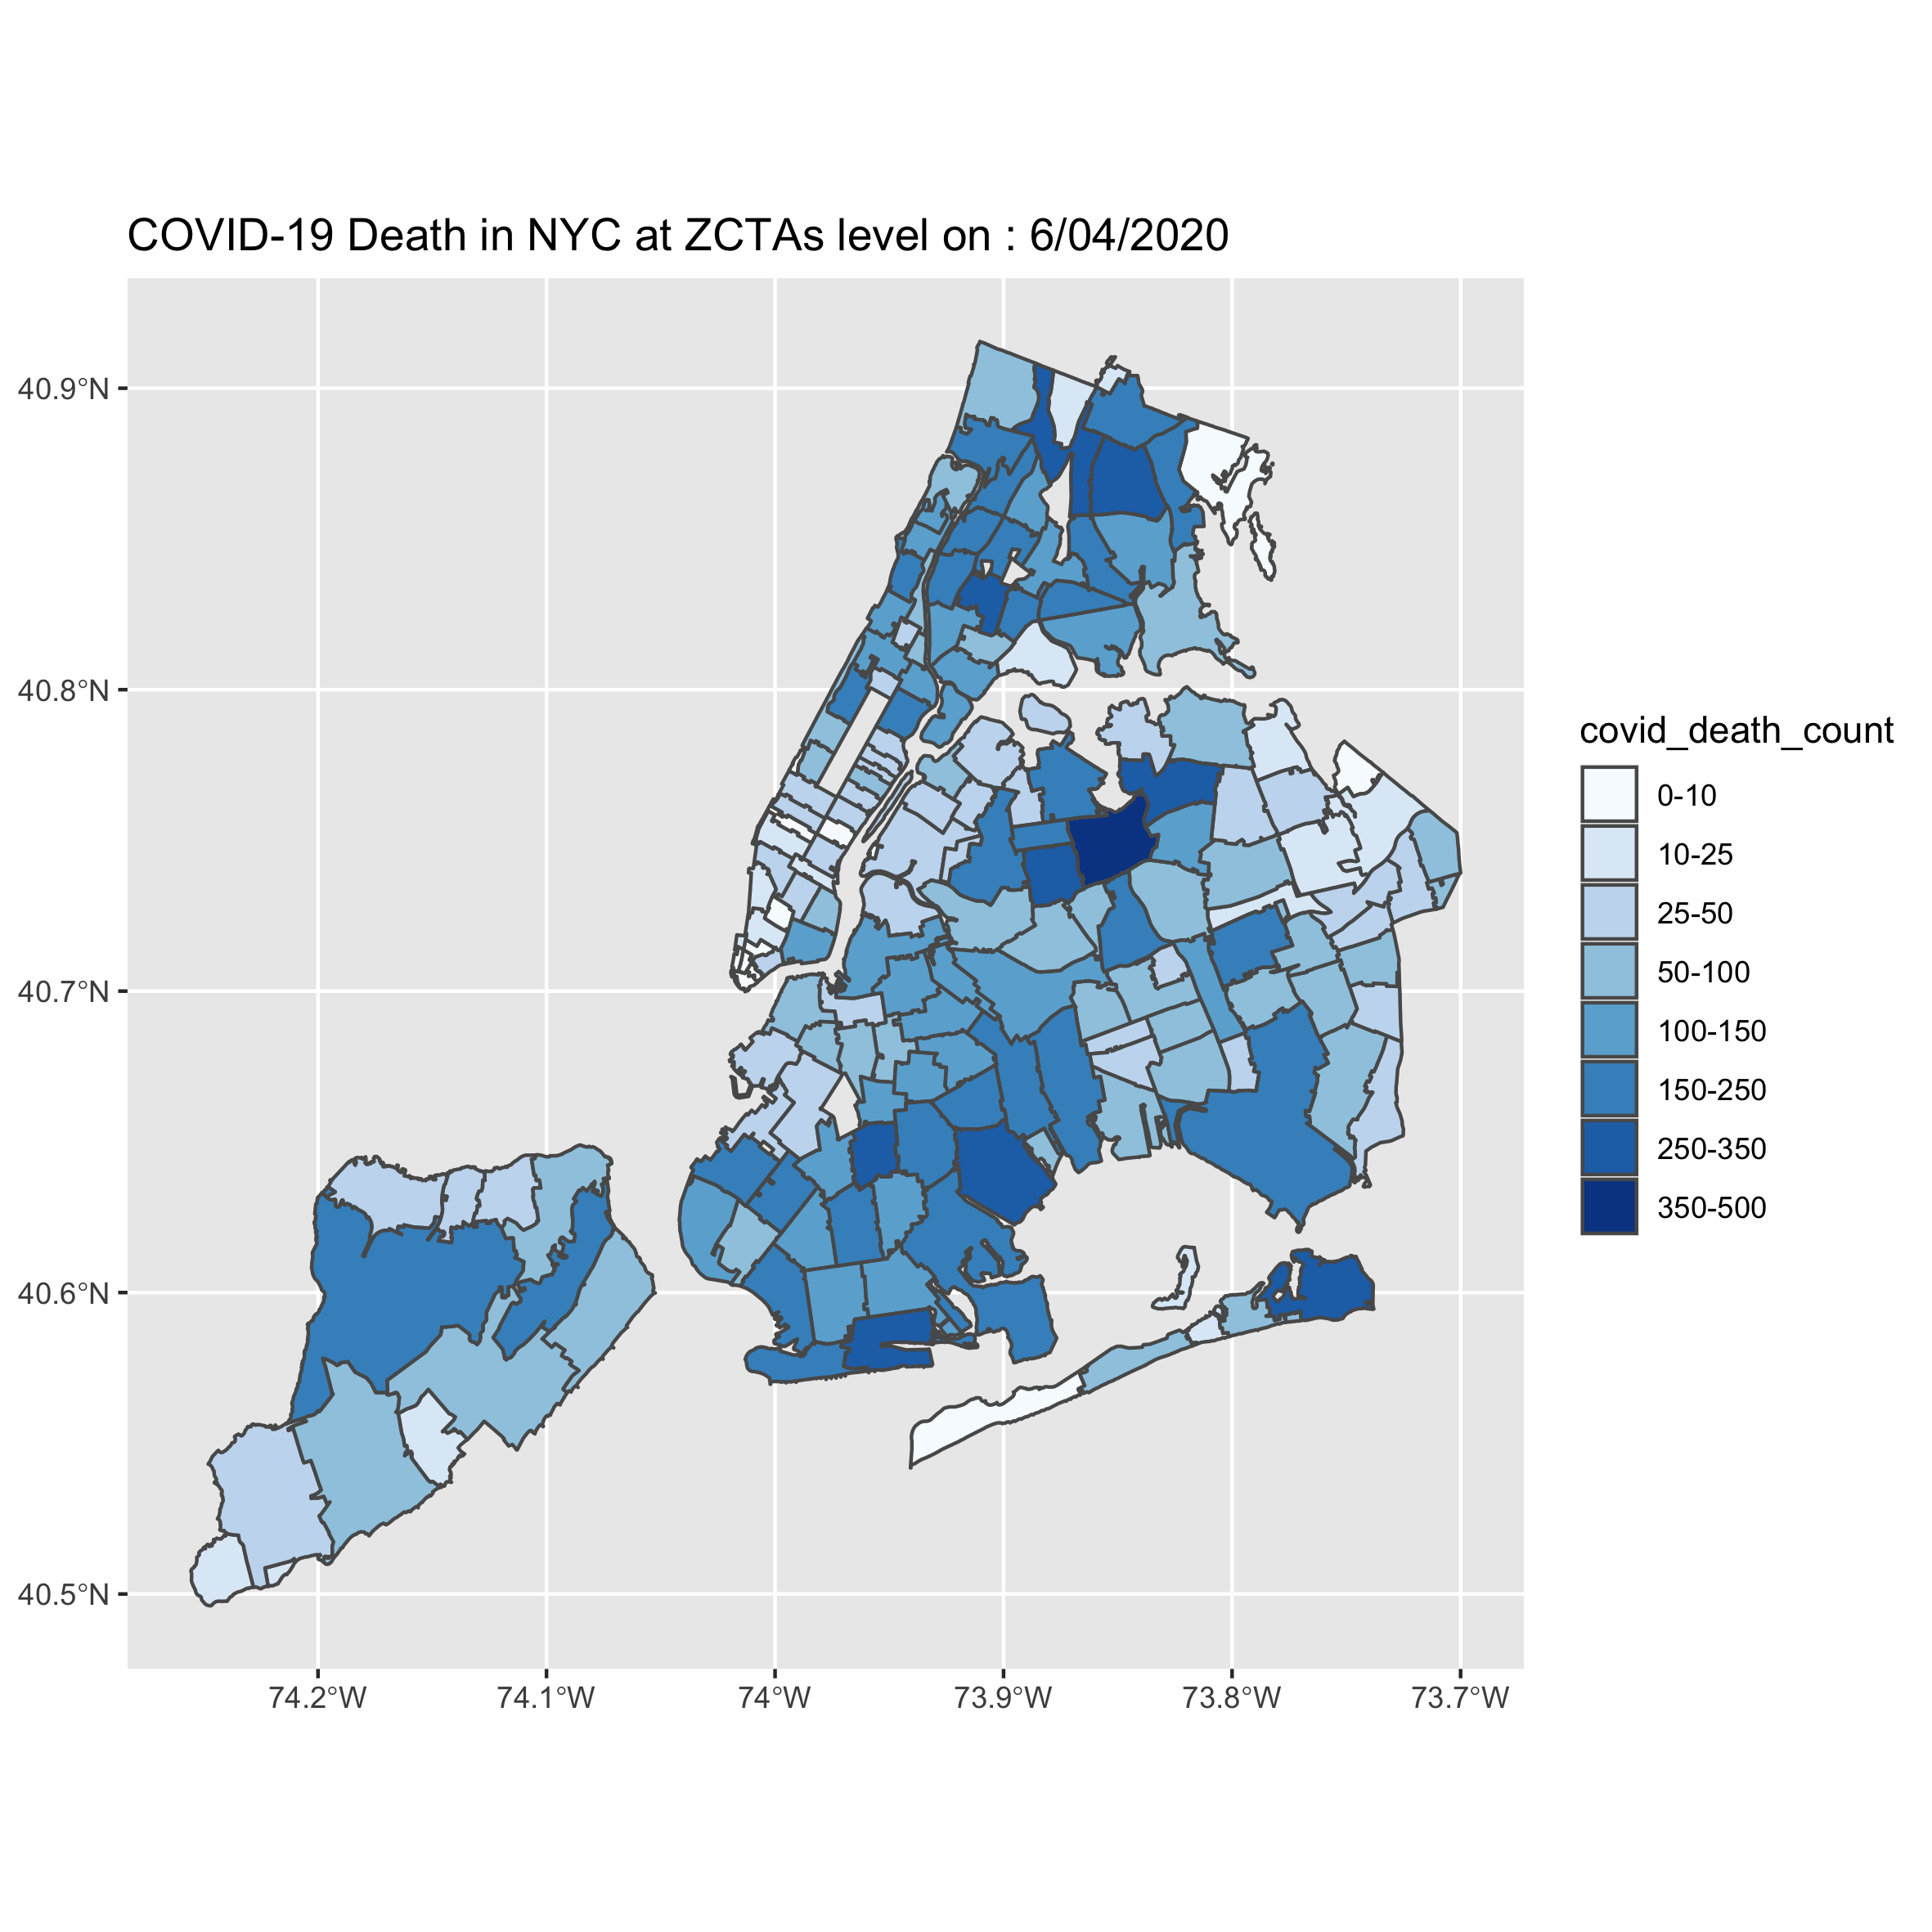 COVID-19 Death in NYC at ZCTAs level on : 6/04/2020
40.9°N
40.8°N
40.7°N
40.6°N
40.5°N
74.2°W 74.1°W 74°W 73.9°W 73.8°W 73.7°W
covid_death_count
0-10
10-25
25-50
50-100
100-150
150-250
250-350
350-500